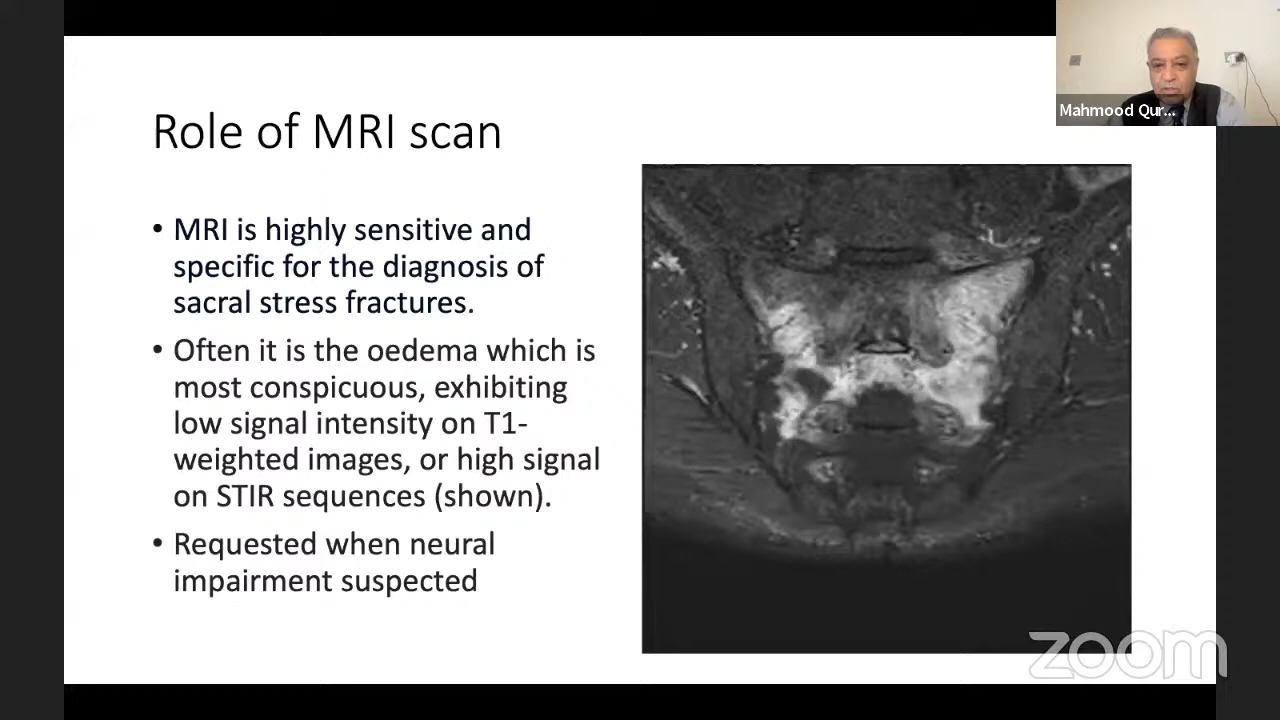 Mahmood Qur...
Role of MRI scan
• MRI is highly sensitive and
specific for the diagnosis of
sacral stress fractures.
• Often it is the oedema which is
most conspicuous, exhibiting
low signal intensity on T1-
weighted images, or high signal
on STIR sequences (shown).
• Requested when neural
impairment suspected
zoom